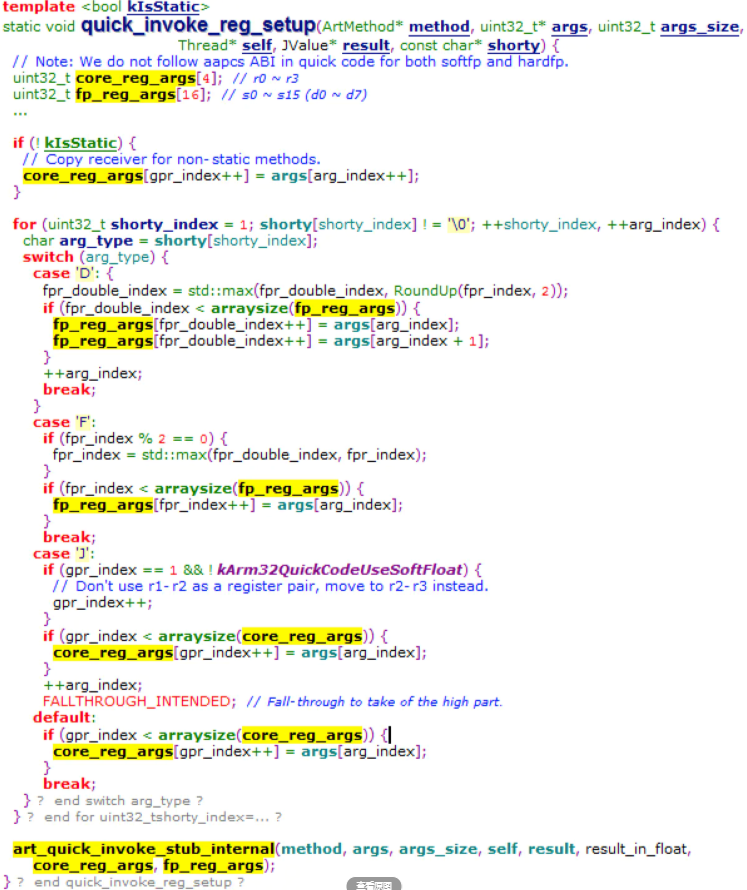 template <bool kIsStatic>
static void quick_invoke_reg_setup(ArtMethod* method, uint32_t* args, uint32_t args_size,
Thread* self, JValue* result, const char* shorty) {
// Note: We do not follow aapcs ABI in quick code for both softfp and hardfp.
uint32_t core_reg_args[4]; // r0 ~ r3
uint32_t fp_reg_args[16]; // s0 ~ s15 (d0 ~ d7)
...
if (! kIsStatic) {
// Copy receiver for non-static methods.
core_reg_args[gpr_index++] = args[arg_index++];
}
for (uint32_t shorty_index = 1; shorty[shorty_index] != '\0'; ++shorty_index, ++arg_index) {
char arg_type = shorty[shorty_index];
switch (arg_type) {
case 'D': {
fpr_double_index = std::max(fpr_double_index, RoundUp(fpr_index, 2));
if (fpr_double_index < arraysize(fp_reg_args)) {
fp_reg_args[fpr_double_index++] = args[arg_index];
fp_reg_args[fpr_double_index++] = args[arg_index + 1];
}
++arg_index;
break;
}
case 'F':
if (fpr_index % 2 == 0) {
fpr_index = std::max(fpr_double_index, fpr_index);
}
if (fpr_index < arraysize(fp_reg_args)) {
fp_reg_args[fpr_index++] = args[arg_index];
}
break;
case 'J':
if (gpr_index == 1 && ! kArm32QuickCodeUseSoftFloat) {
// Don't use r1-r2 as a register pair, move to r2-r3 instead.
gpr_index++;
}
if (gpr_index < arraysize(core_reg_args)) {
core_reg_args[gpr_index++] = args[arg_index];
}
++arg_index;
FALLTHROUGH_INTENDED; // Fall-through to take of the high part.
default:
if (gpr_index < arraysize(core_reg_args)) {
core_reg_args[gpr_index++] = args[arg_index];
}
break;
} ? end switch arg_type ?
} ? end for uint32_tshorty_index=... ?
art_quick_invoke_stub_internal(method, args, args_size, self, result, result_in_float,
core_reg_args, fp_reg_args);
} ? end quick_invoke_reg_setup ?
查看原图